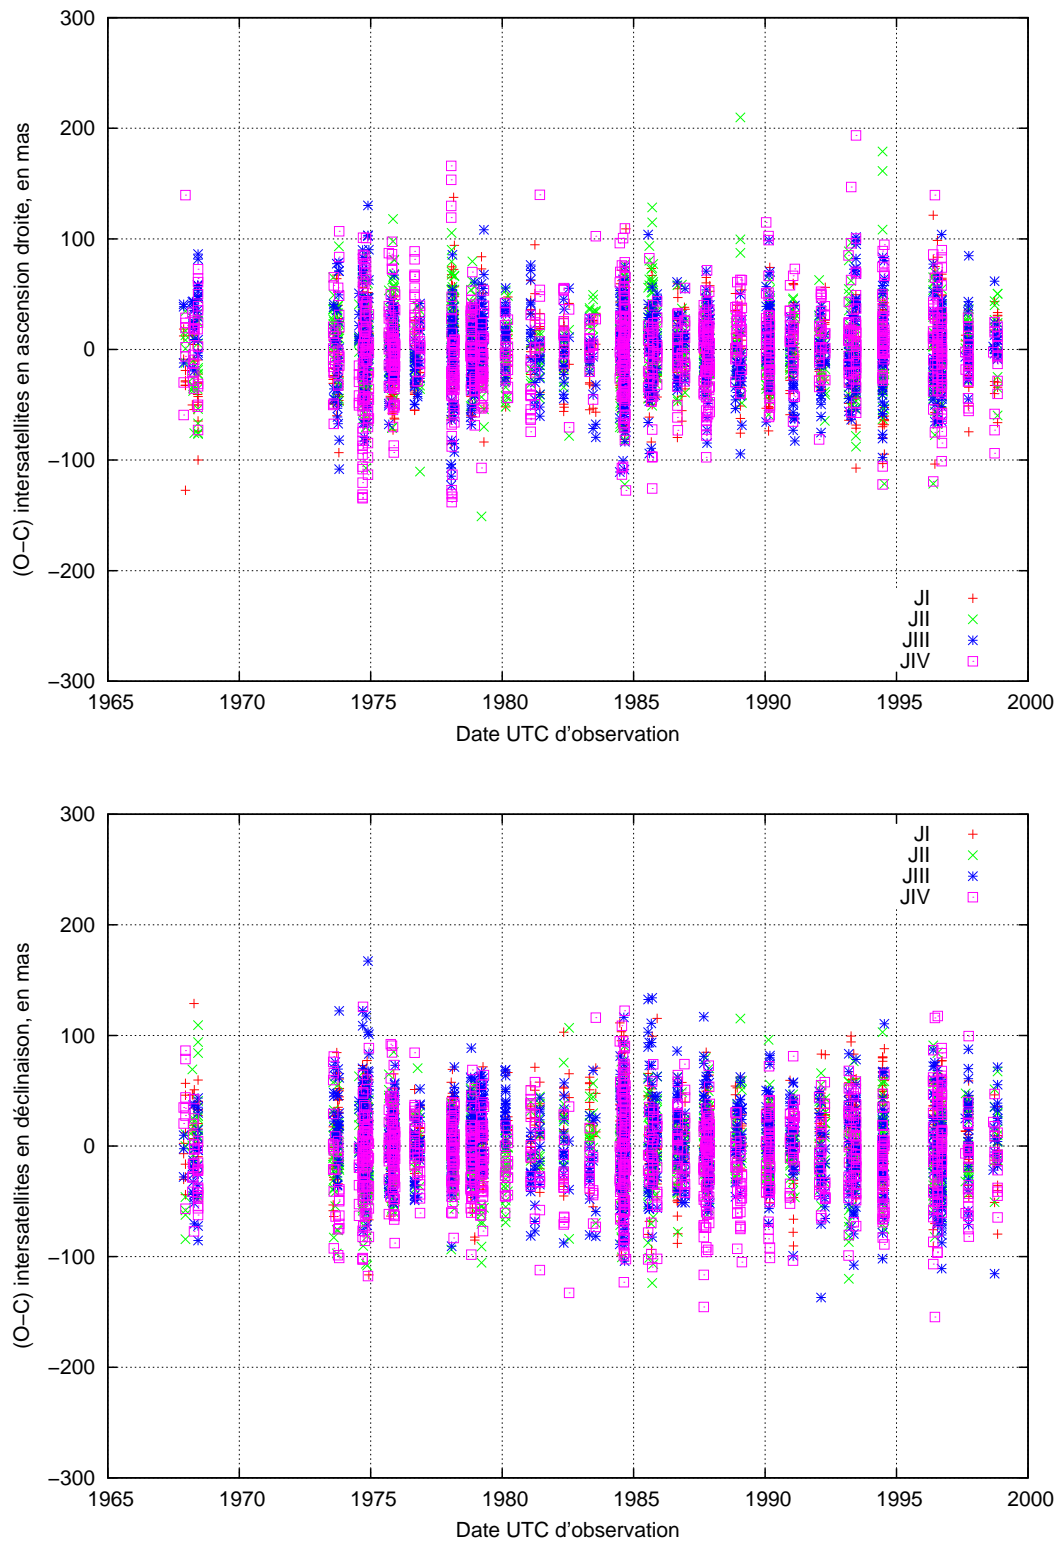 300
200
100
0
−100
−200
−300
(O−C) intersatellites en ascension droite, en mas
JI
JII
JIII
JIV
1965 1970 1975 1980 1985 1990 1995 2000
Date UTC d'observation
300
200
100
0
−100
−200
−300
(O−C) intersatellites en déclinaison, en mas
JI
JII
JIII
JIV
1965 1970 1975 1980 1985 1990 1995 2000
Date UTC d'observation